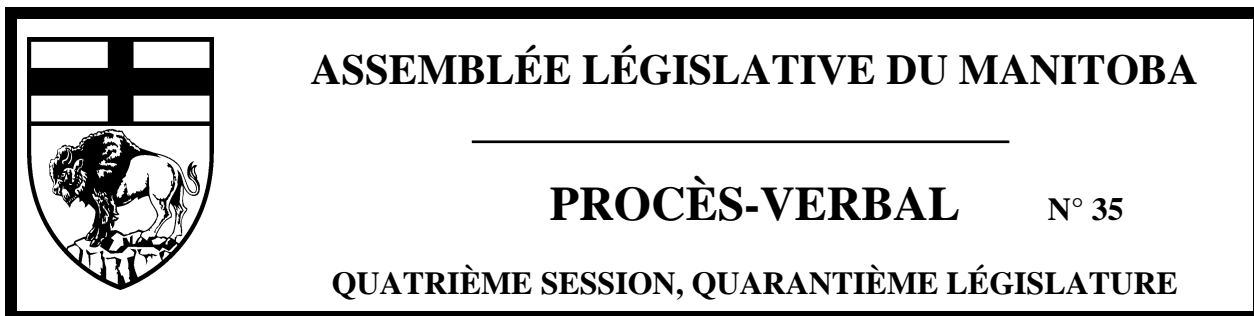 ASSEMBLÉE LÉGISLATIVE DU MANITOBA
PROCÈS-VERBAL N° 35
QUATRIÈME SESSION, QUARANTIÈME LÉGISLATURE